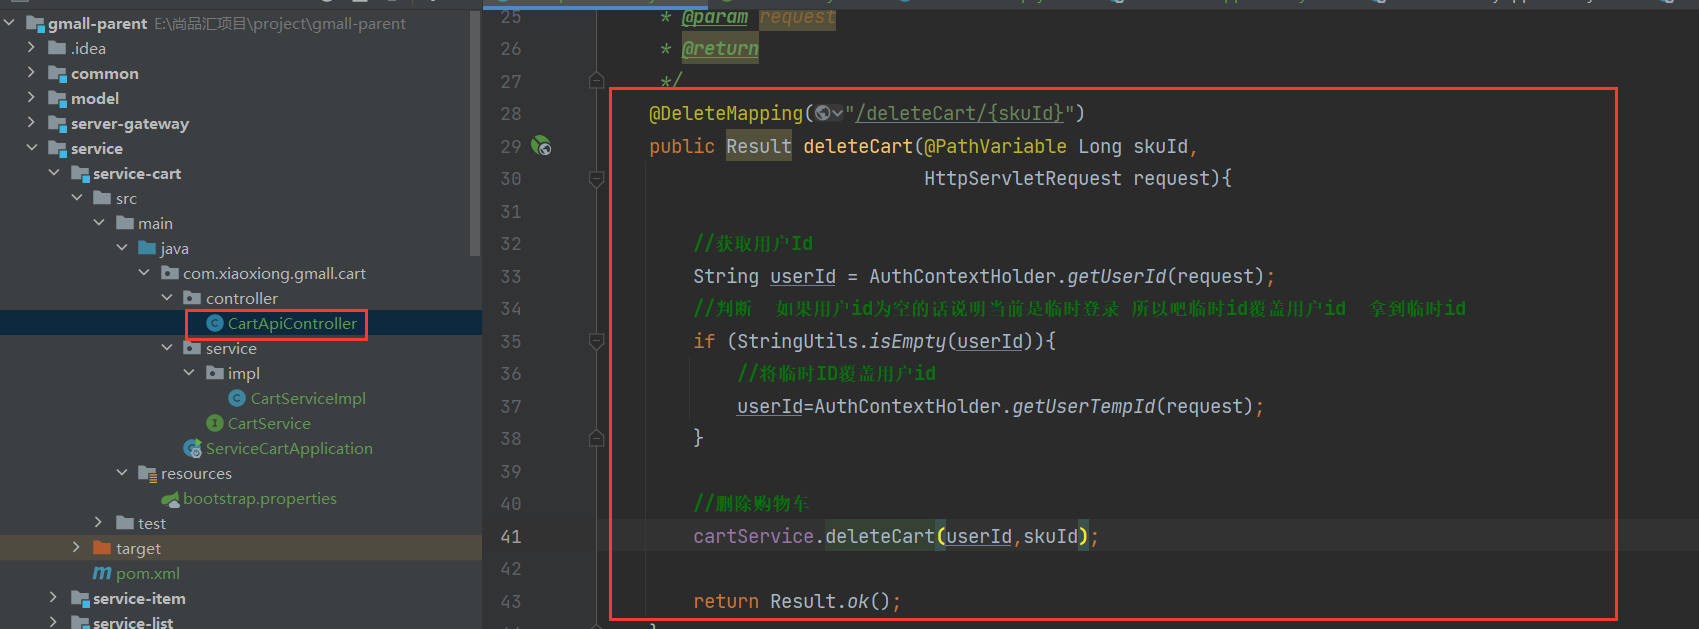 gmall-parent E:\尚品汇项目\project\gmall-parent
.idea
common
model
server-gateway
service
service-cart
src
main
java
com.xiaoxiong.gmall.cart
controller
CartApiController
service
impl
CartServiceImpl
CartService
ServiceCartApplication
resources
bootstrap.properties
test
target
pom.xml
service-item
service-list
25 * @param request
26 * @return
27 */
28 @DeleteMapping("/deleteCart/{skuId}")
29 public Result deleteCart(@PathVariable Long skuId,
30 HttpServletRequest request){
31
32 //获取用户Id
33 String userId = AuthContextHolder.getUserId(request);
34 //判断 如果用户id为空的话说明当前是临时登录 所以吧临时id覆盖用户id 拿到临时id
35 if (StringUtils.isEmpty(userId)){
36 //将临时ID覆盖用户id
37 userId=AuthContextHolder.getUserTempId(request);
38 }
39
40 //删除购物车
41 cartService.deleteCart(userId,skuId);
42
43 return Result.ok();